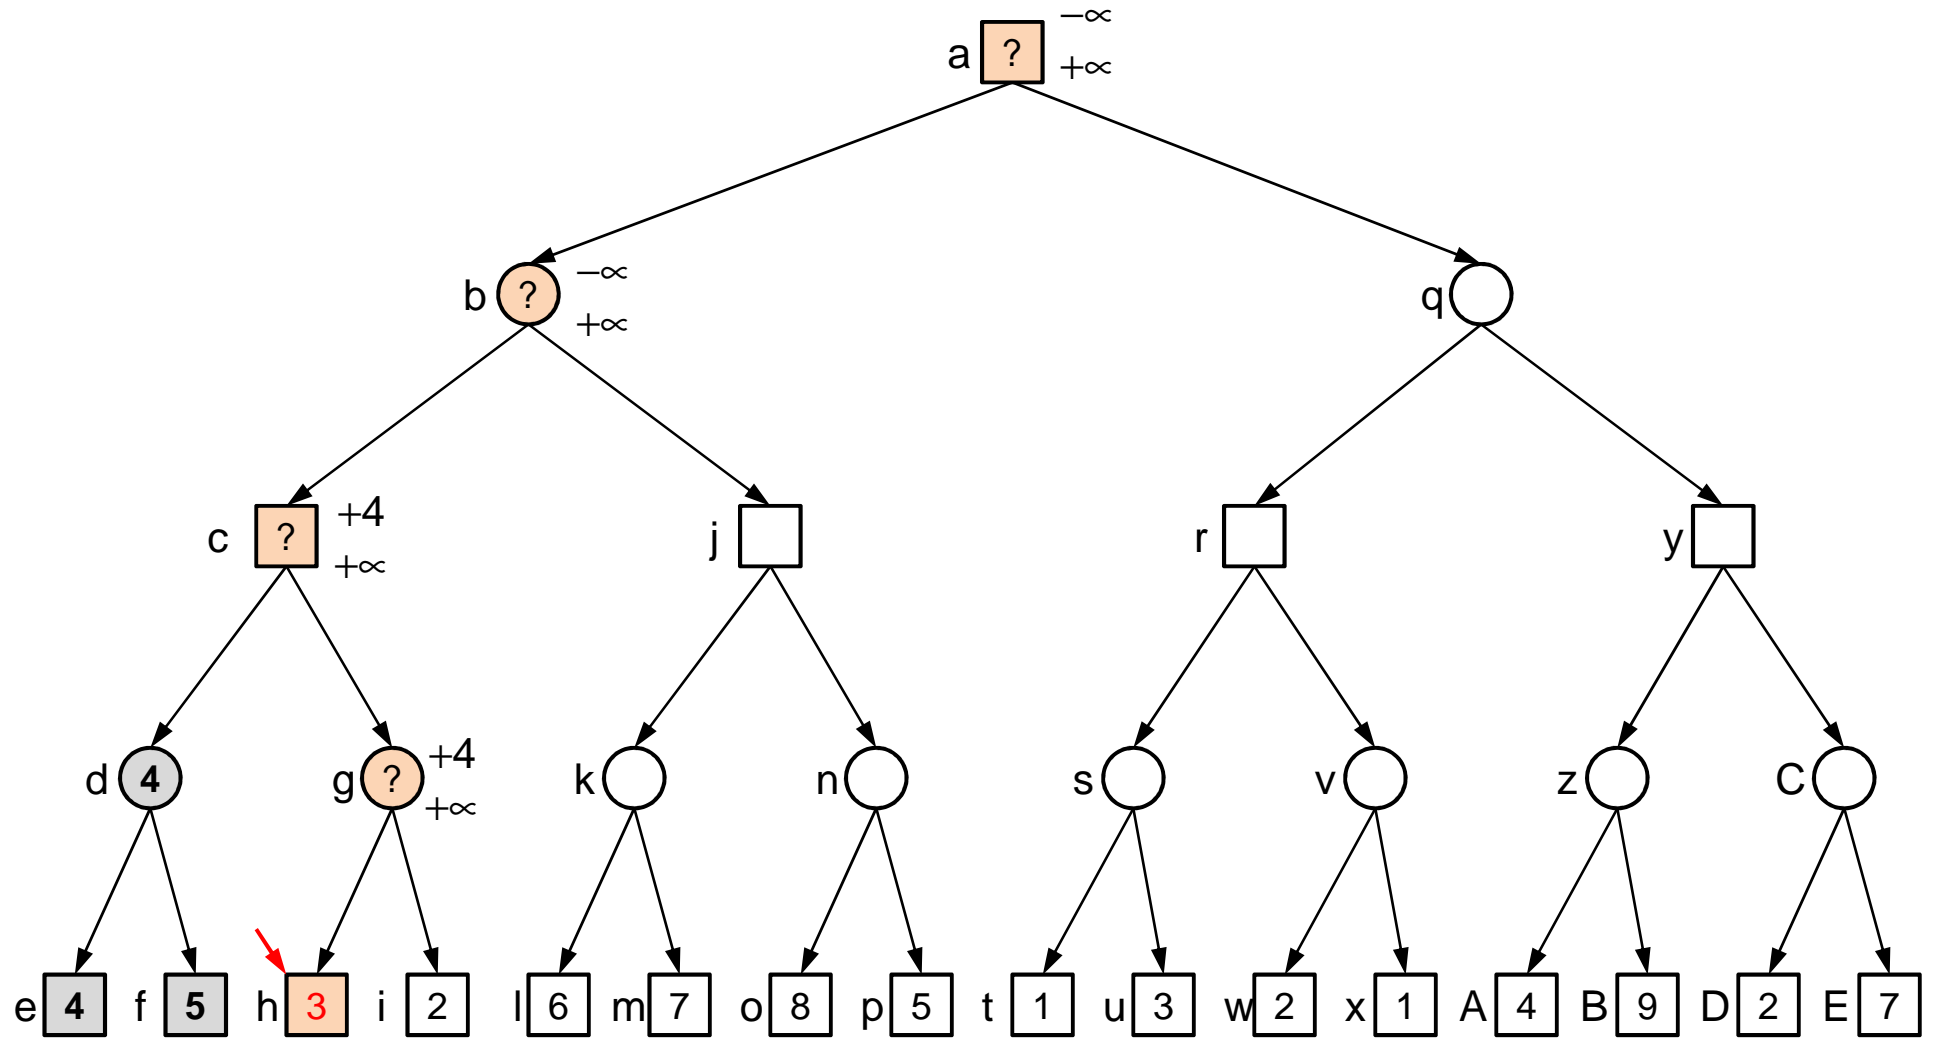 −∝
a ? +∝
b ? −∝
+∝
q
c ? +4
+∝
j
r
y
d 4
g ? +4
+∝
k
n
s
v
z
C
e 4 f 5 h 3 i 2 l 6 m 7 o 8 p 5 t 1 u 3 w 2 x 1 A 4 B 9 D 2 E 7